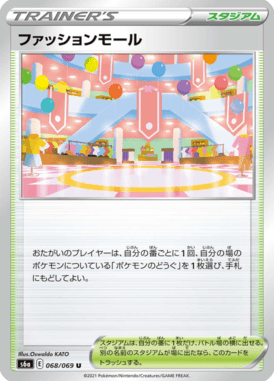 TRAINER'S
スタジアム
ファッションモール
おたがいのプレイヤーは、自分の番ごとに1回、自分の場の
ポケモンについている「ポケモンのどうぐ」を1枚選び、手札
にもどしてよい。
Illus. Oswaldo KATO
s6a E 068/069 U
スタジアムは、自分の番に1枚だけ、バトル場の横に出せる。
別の名前のスタジアムが場に出たなら、このカードを
トラッシュする。
©2021 Pokémon/Nintendo/Creatures/GAME FREAK.